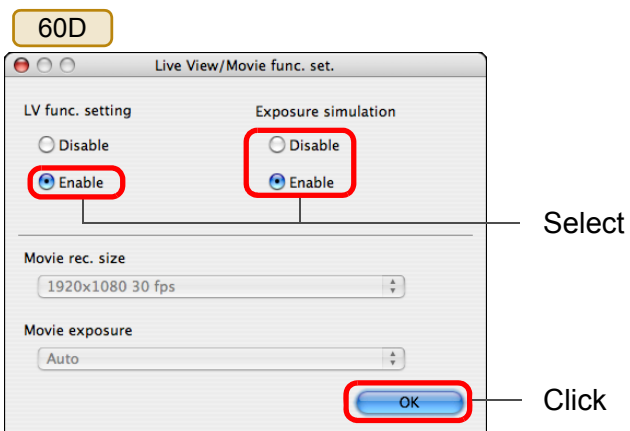 60D
Live View/Movie func. set.
LV func. setting
Exposure simulation
Disable
Disable
Enable
Enable
Select
Movie rec. size
1920x1080 30 fps
Movie exposure
Auto
OK
Click